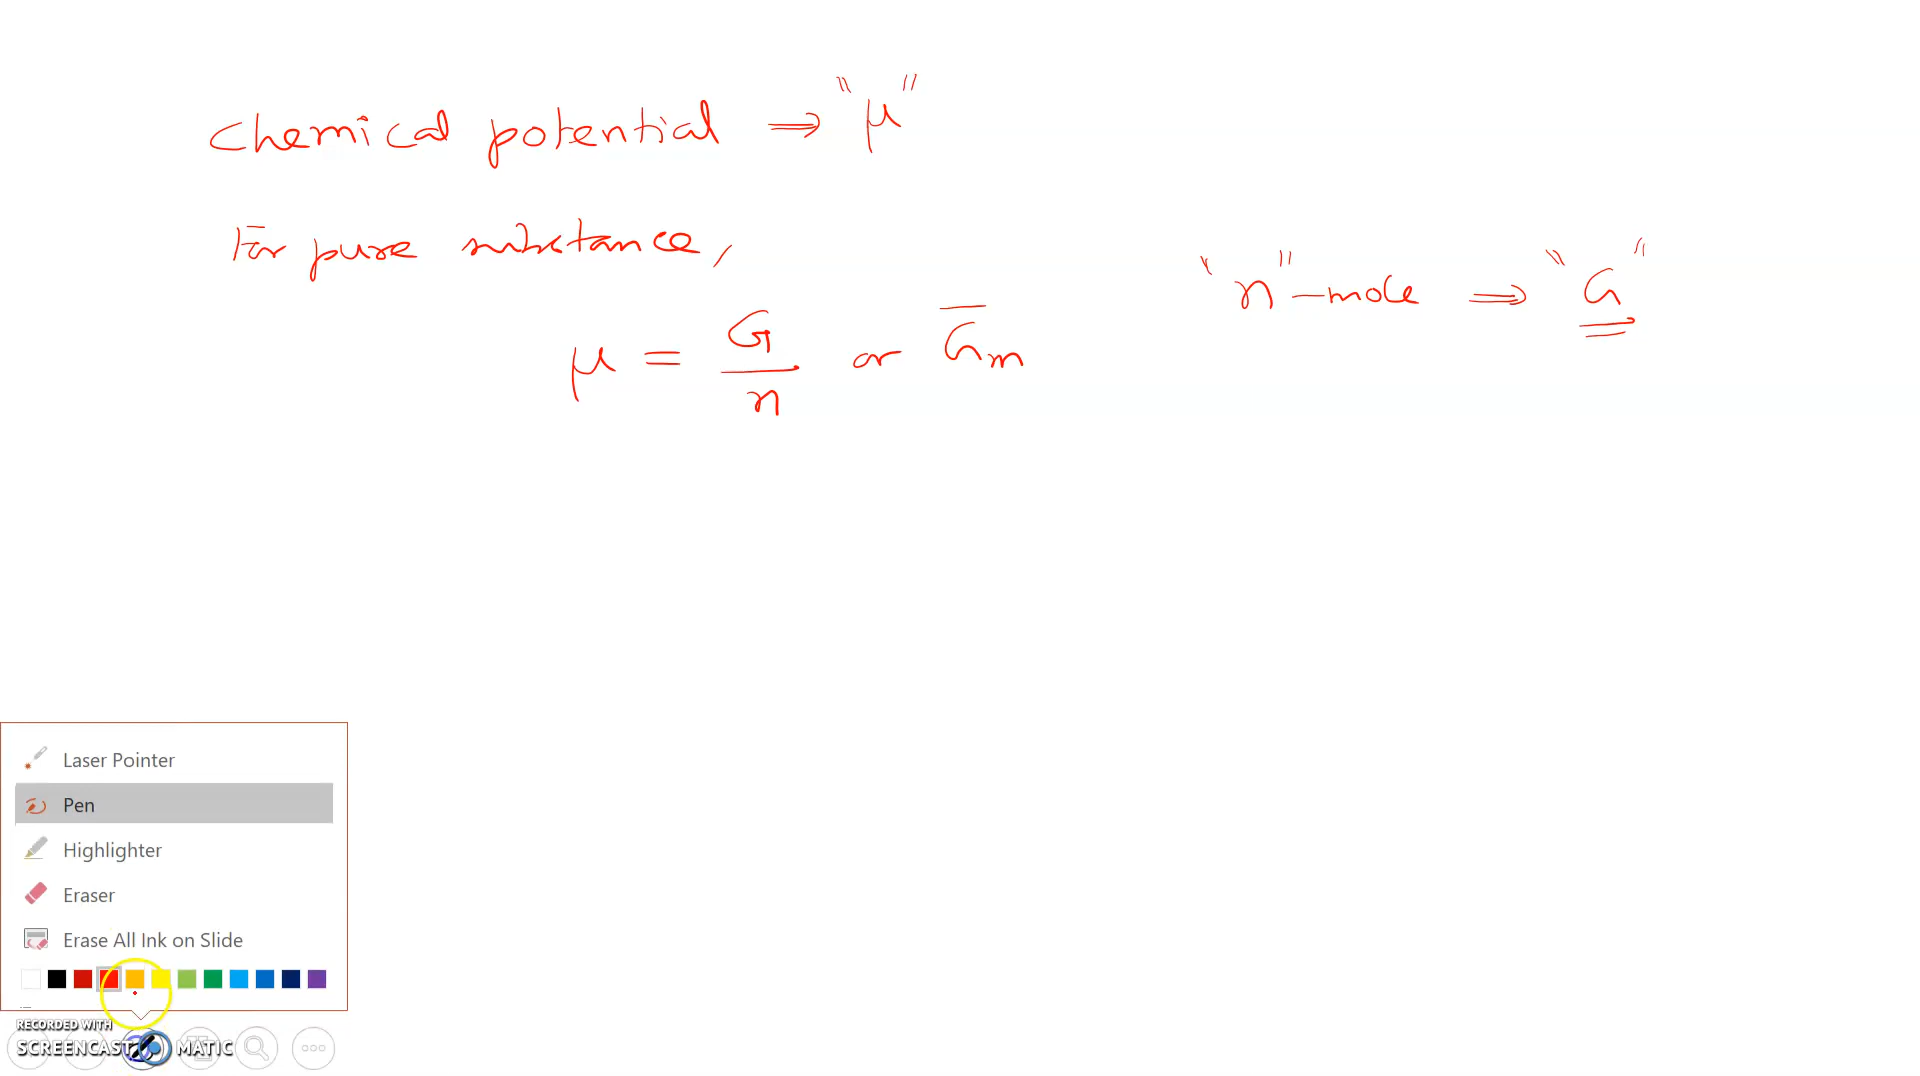 chemical potential ⇒ "μ"
For pure substance,
"n"-mole ⇒ "G"
μ = G/n or G̅m
Laser Pointer
Pen
Highlighter
Eraser
Erase All Ink on Slide
RECORDED WITH
SCREENCAST MATIC